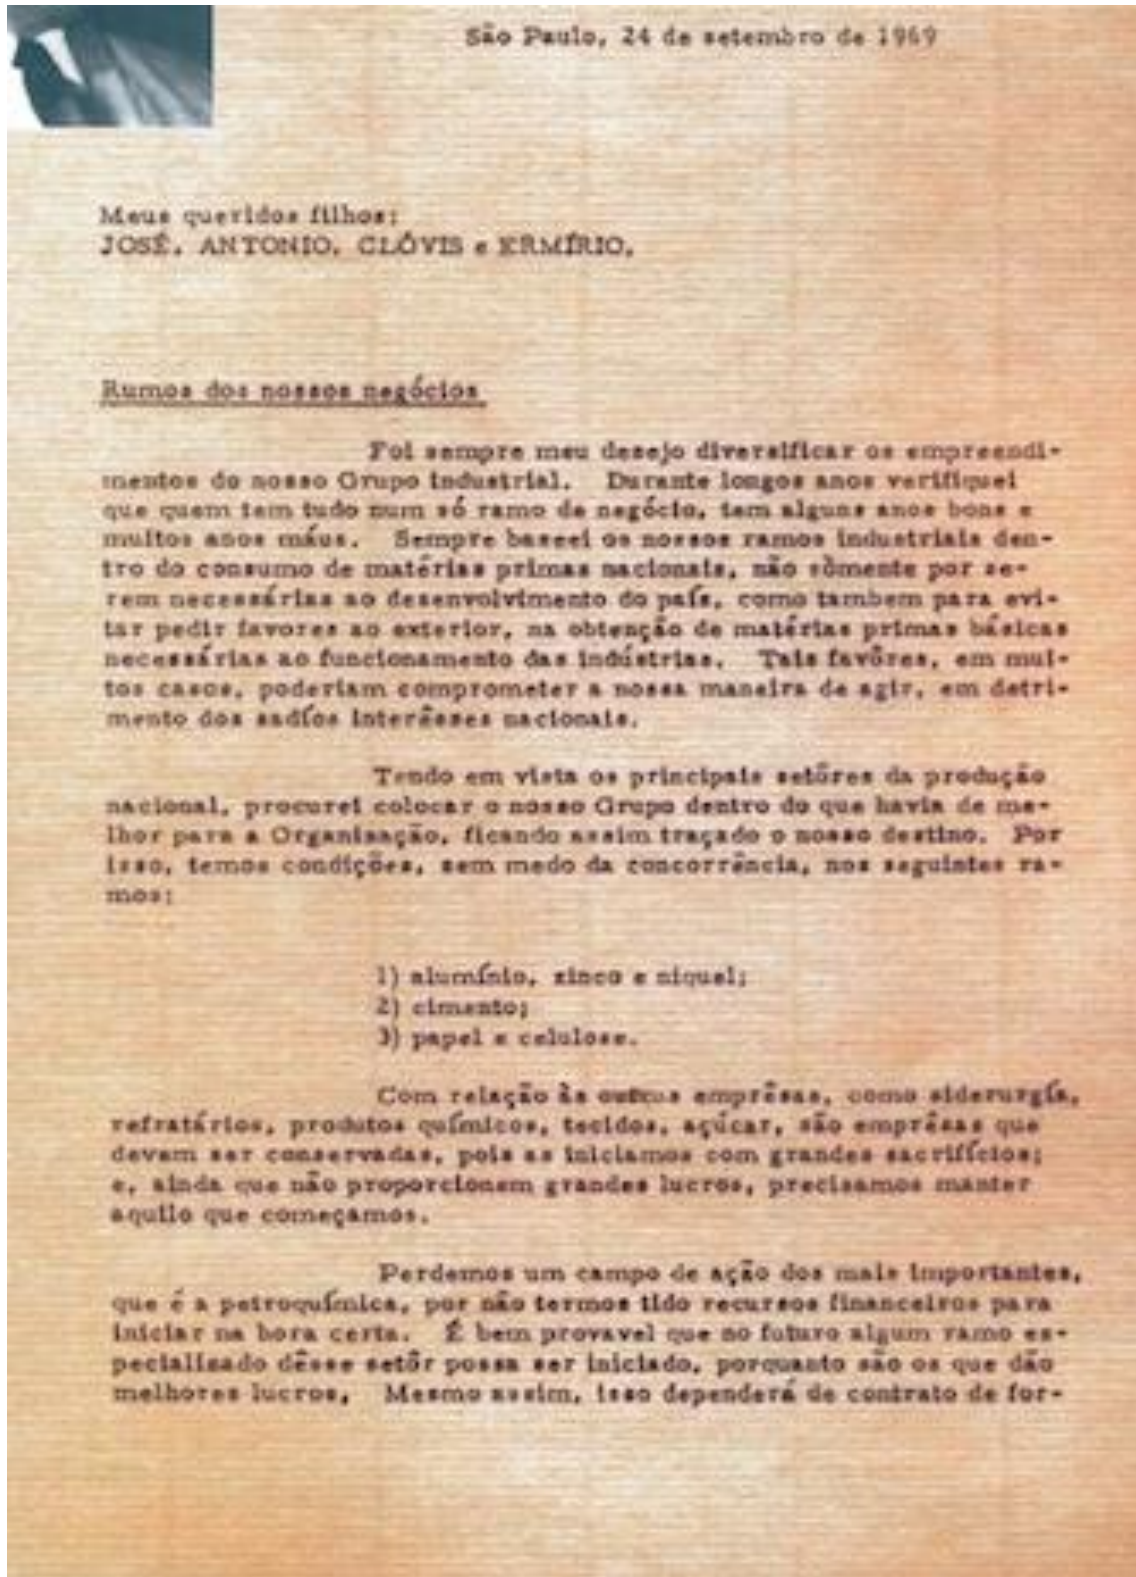 São Paulo, 24 de setembro de 1969
Meus queridos filhos:
JOSÉ, ANTONIO, CLÓVIS e ERMÍRIO,
Rumos dos nossos negócios
Foi sempre meu desejo diversificar os empreendi-
mentos do nosso Grupo industrial. Durante longos anos verifiquei
que quem tem tudo num só ramo de negócio, tem alguns anos bons e
muitos anos máus. Sempre baseei os nossos ramos industriais den-
tro do consumo de matérias primas nacionais, não sòmente por se-
rem necessárias ao desenvolvimento do país, como tambem para evi-
tar pedir favores ao exterior, na obtenção de matérias primas básicas
necessárias ao funcionamento das indústrias. Tais favôres, em mui-
tos casos, poderiam comprometer a nossa maneira de agir, em detri-
mento dos sadíos interêsses nacionais.
Tendo em vista os principais setôres da produção
nacional, procurei colocar o nosso Grupo dentro do que havia de me-
lhor para a Organisação, ficando assim traçado o nosso destino. Por
isso, temos condições, sem medo da concorrência, nos seguintes ra-
mos:
1) alumínio, zinco e niquel;
2) cimento;
3) papel e celulose.
Com relação às outras emprêsas, como siderurgía,
refratários, produtos químicos, tecidos, açúcar, são emprêsas que
devem ser conservadas, pois as iniciamos com grandes sacrifícios;
e, ainda que não proporcionem grandes lucros, precisamos manter
aquilo que começamos.
Perdemos um campo de ação dos mais importantes,
que é a petroquímica, por não termos tido recursos financeiros para
iniciar na hora certa. É bem provavel que no futuro algum ramo es-
pecialisado dêsse setôr possa ser iniciado, porquanto são os que dão
melhores lucros, Mesmo assim, isso dependerá de contrato de for-